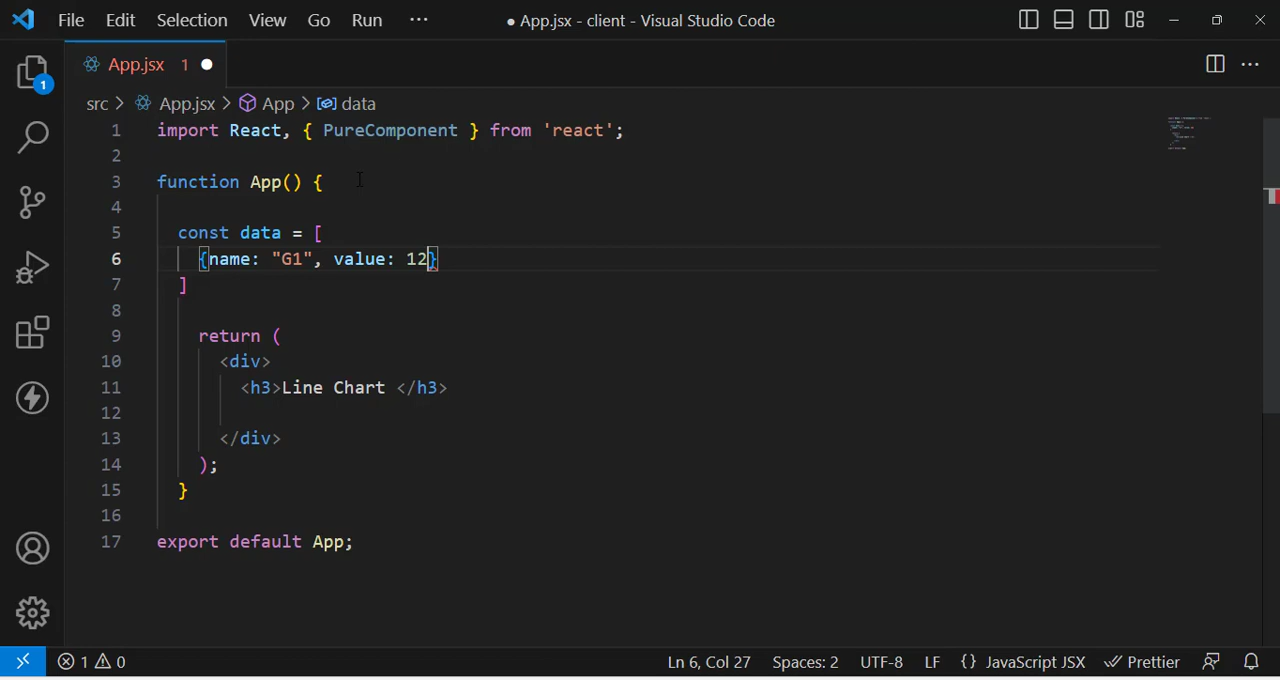 File Edit Selection View Go Run ··· ● App.jsx - client - Visual Studio Code
App.jsx 1 ●
1
src > App.jsx > App > data
1 import React, { PureComponent } from 'react';
2
3 function App() {
4
5 const data = [
6 {name: "G1", value: 12}
7 ]
8
9 return (
10 <div>
11 <h3>Line Chart </h3>
12
13 </div>
14 );
15 }
16
17 export default App;
1 0 Ln 6, Col 27 Spaces: 2 UTF-8 LF {} JavaScript JSX Prettier